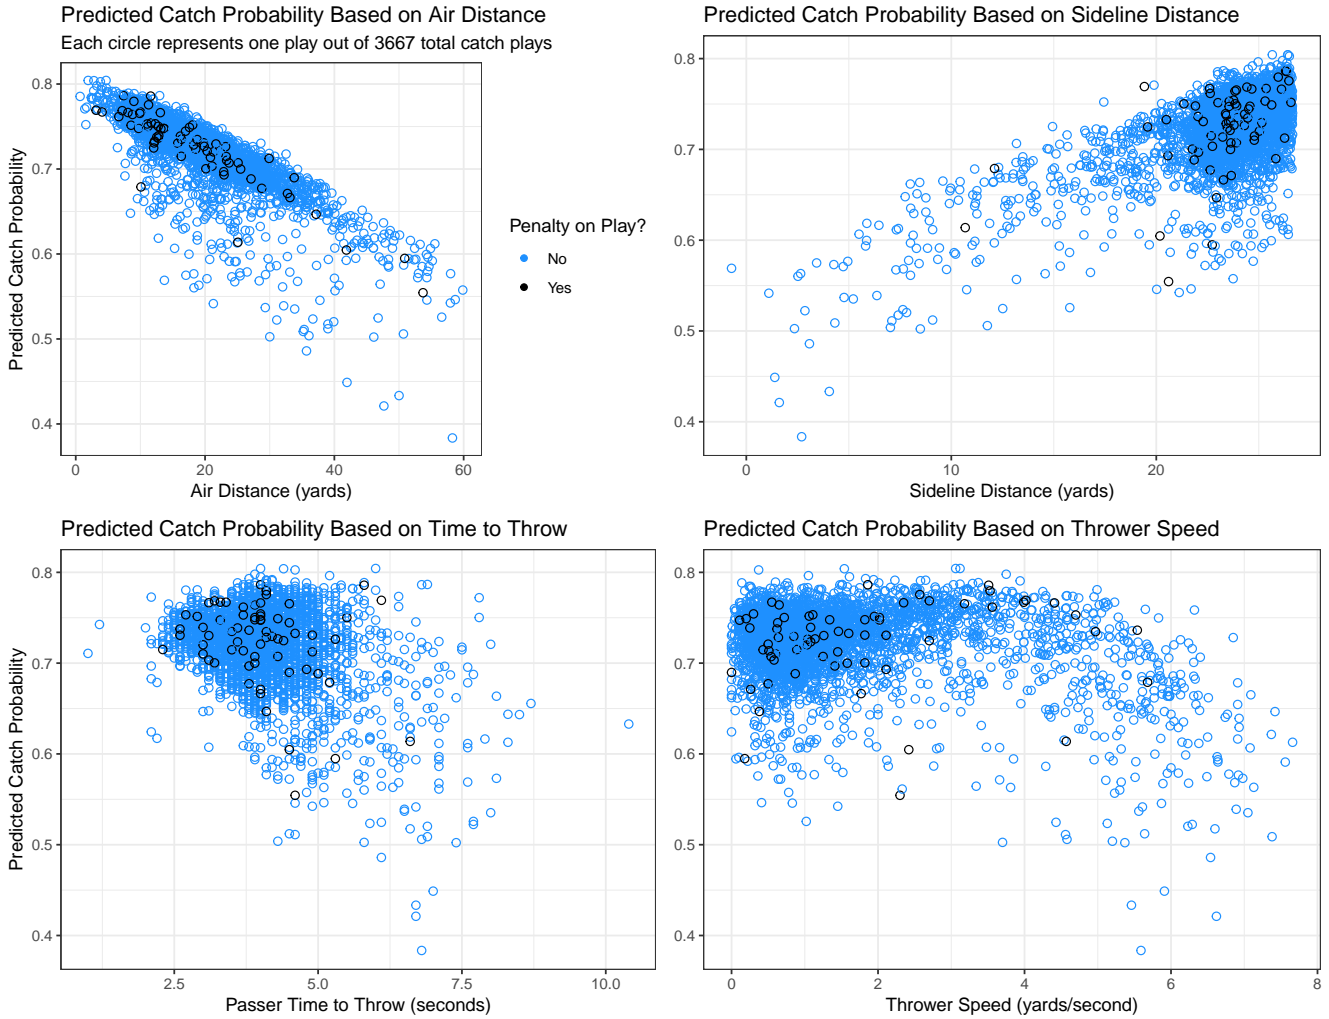 Predicted Catch Probability Based on Air Distance
Each circle represents one play out of 3667 total catch plays
0.8
0.7
0.6
0.5
0.4
Predicted Catch Probability
0
20
40
60
Air Distance (yards)
Penalty on Play?
No
Yes
Predicted Catch Probability Based on Sideline Distance
0.8
0.7
0.6
0.5
0.4
0
10
20
Sideline Distance (yards)
Predicted Catch Probability Based on Time to Throw
0.8
0.7
0.6
0.5
0.4
Predicted Catch Probability
2.5
5.0
7.5
10.0
Passer Time to Throw (seconds)
Predicted Catch Probability Based on Thrower Speed
0.8
0.7
0.6
0.5
0.4
0
2
4
6
8
Thrower Speed (yards/second)